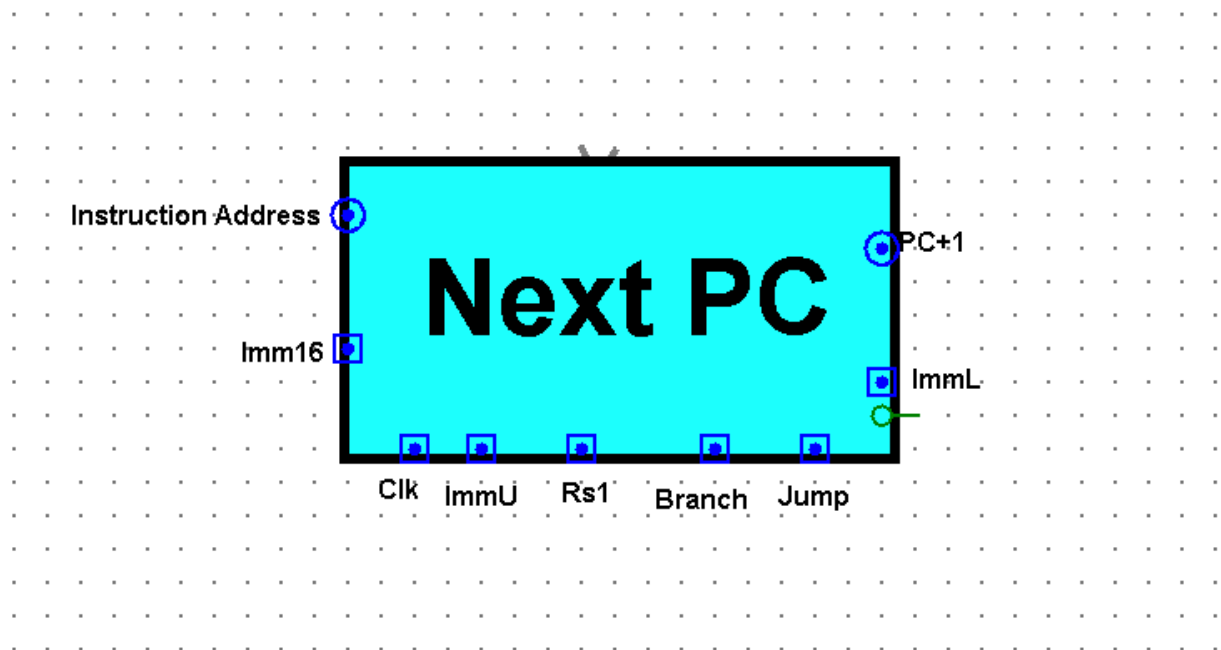 Instruction Address
PC+1
Next PC
Imm16
ImmL
Clk
ImmU
Rs1
Branch
Jump